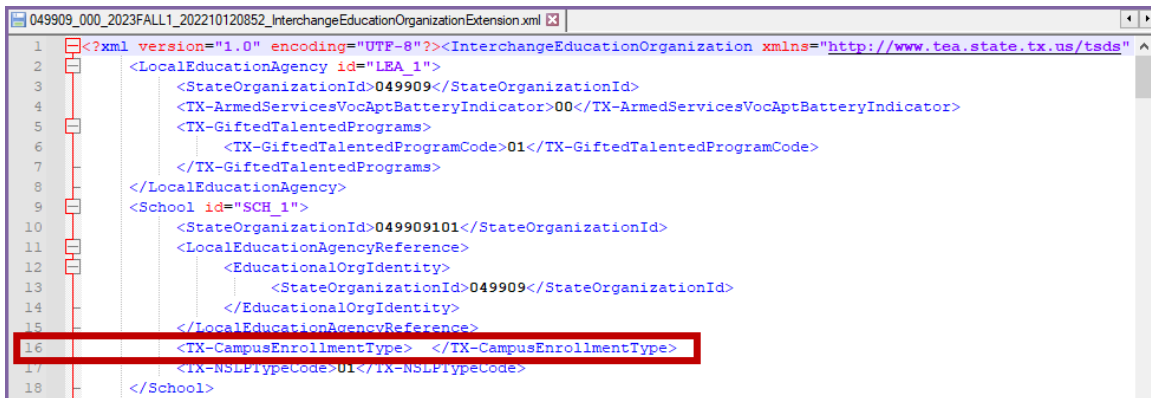 049909_000_2023FALL1_202210120852_InterchangeEducationOrganizationExtension.xml
1 <?xml version="1.0" encoding="UTF-8"?><InterchangeEducationOrganization xmlns="http://www.tea.state.tx.us/tsds"
2 <LocalEducationAgency id="LEA_1">
3 <StateOrganizationId>049909</StateOrganizationId>
4 <TX-ArmedServicesVocAptBatteryIndicator>00</TX-ArmedServicesVocAptBatteryIndicator>
5 <TX-GiftedTalentedPrograms>
6 <TX-GiftedTalentedProgramCode>01</TX-GiftedTalentedProgramCode>
7 </TX-GiftedTalentedPrograms>
8 </LocalEducationAgency>
9 <School id="SCH_1">
10 <StateOrganizationId>049909101</StateOrganizationId>
11 <LocalEducationAgencyReference>
12 <EducationalOrgIdentity>
13 <StateOrganizationId>049909</StateOrganizationId>
14 </EducationalOrgIdentity>
15 </LocalEducationAgencyReference>
16 <TX-CampusEnrollmentType>  </TX-CampusEnrollmentType>
17 <TX-NSLPTypeCode>01</TX-NSLPTypeCode>
18 </School>